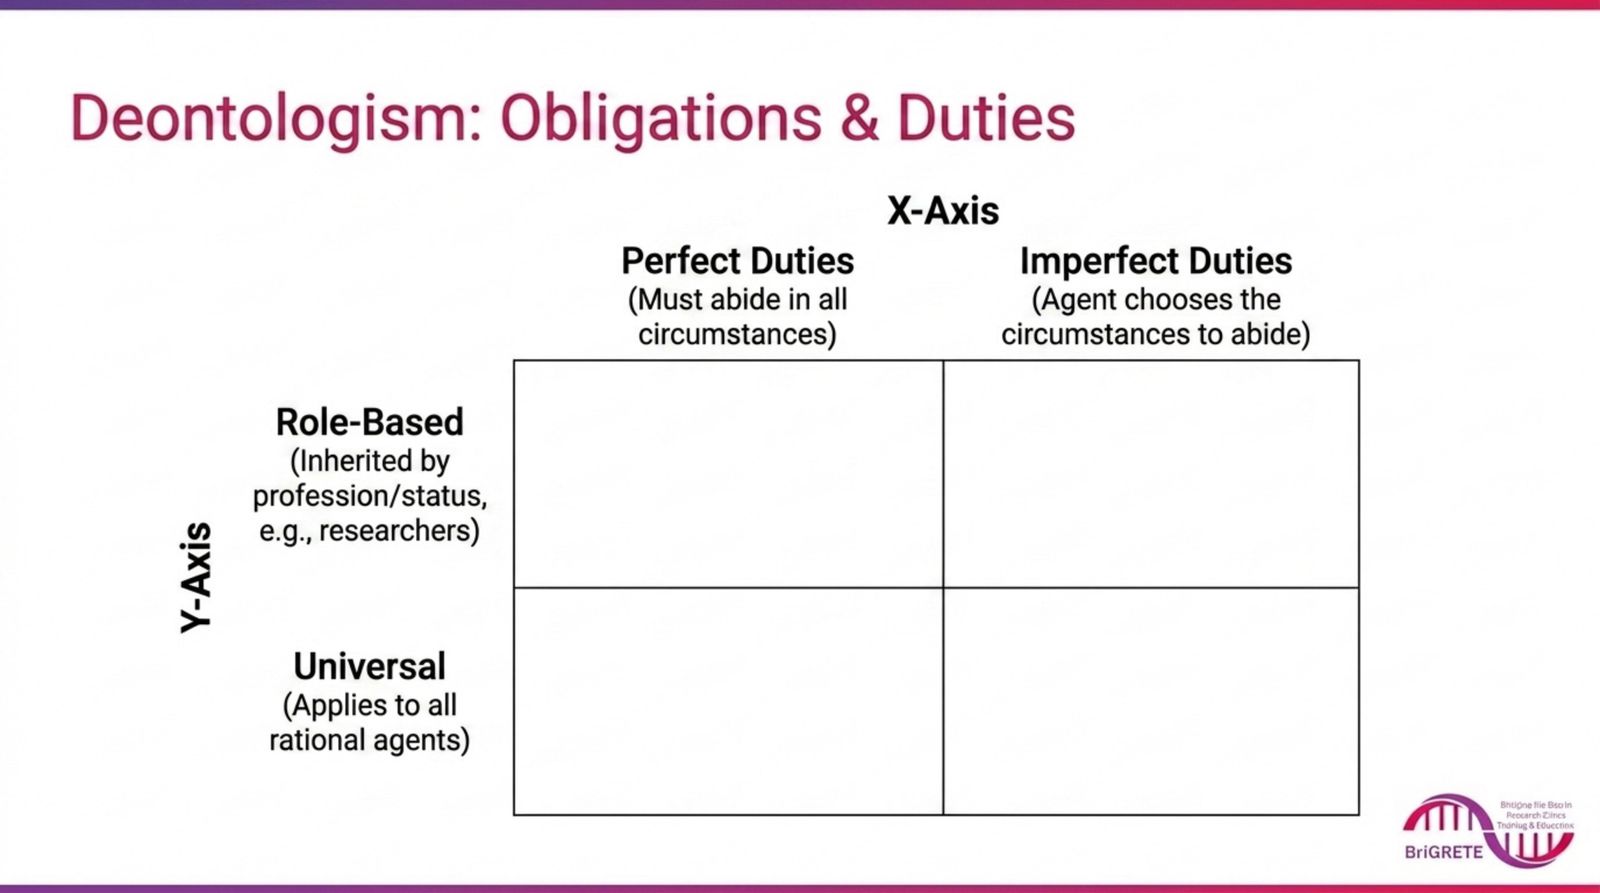 Deontologism: Obligations & Duties
X-Axis
Perfect Duties
(Must abide in all
circumstances)
Imperfect Duties
(Agent chooses the
circumstances to abide)
Y-Axis
Role-Based
(Inherited by
profession/status,
e.g., researchers)
Universal
(Applies to all
rational agents)
BriGRETE